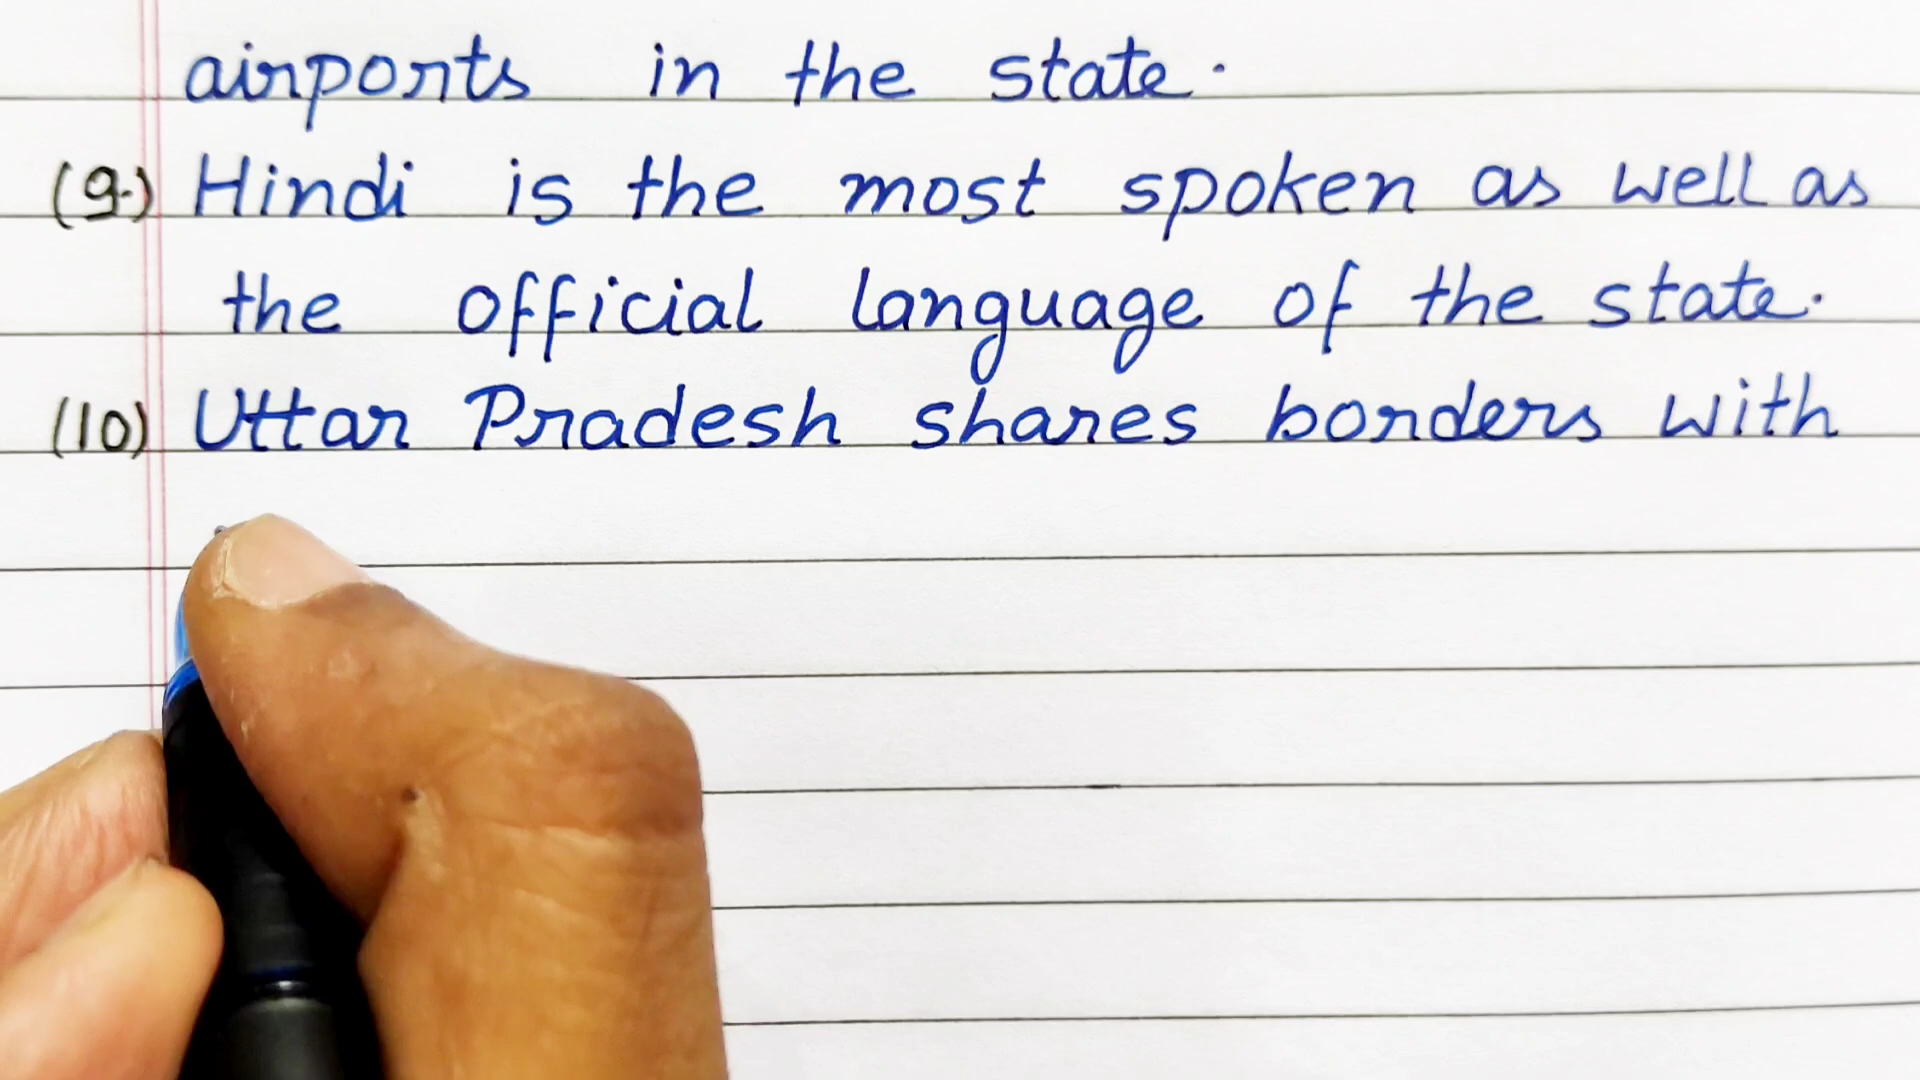 airports in the state.
(9.) Hindi is the most spoken as well as
the official language of the state.
(10) Uttar Pradesh shares borders with